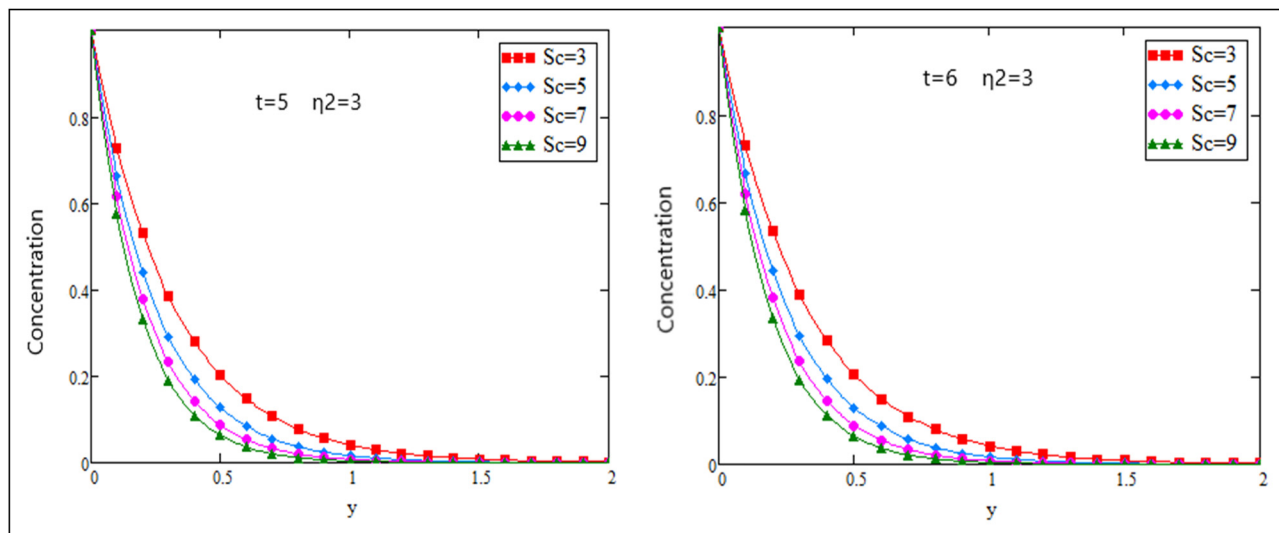 Sc=3
Sc=5
Sc=7
Sc=9
t=5 η2=3
0.8
0.6
0.4
0.2
0
0 0.5 1 1.5 2
Concentration
y
Sc=3
Sc=5
Sc=7
Sc=9
t=6 η2=3
0.8
0.6
0.4
0.2
0
0 0.5 1 1.5 2
Concentration
y